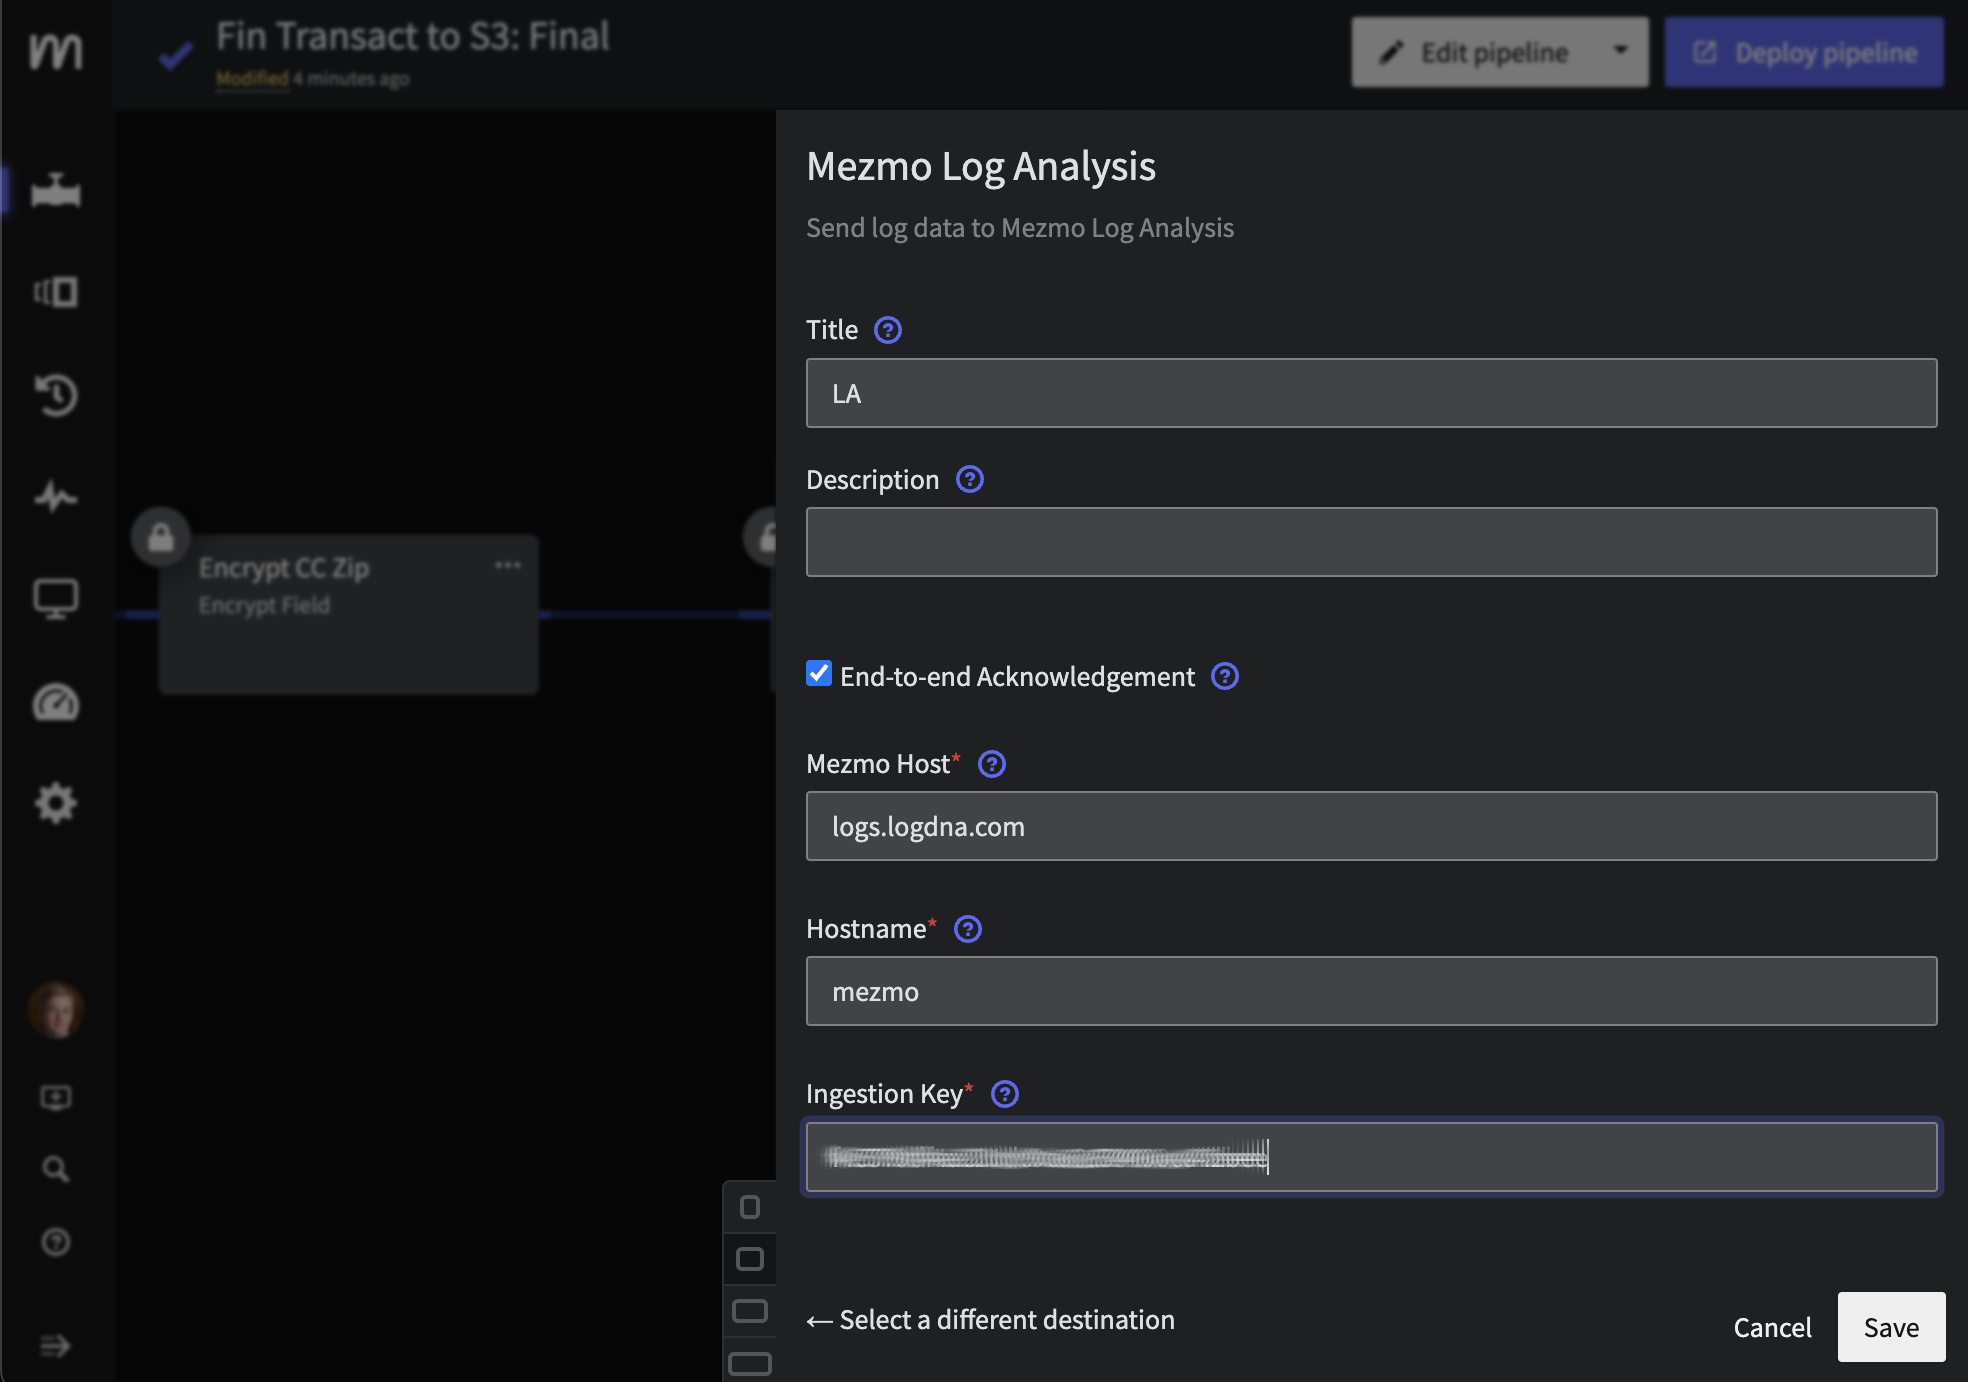 m
Fin Transact to S3: Final
Modified 4 minutes ago
Edit pipeline
Deploy pipeline
Encrypt CC Zip
Encrypt Field
Mezmo Log Analysis
Send log data to Mezmo Log Analysis
Title
LA
Description
End-to-end Acknowledgement
Mezmo Host*
logs.logdna.com
Hostname*
mezmo
Ingestion Key*
← Select a different destination
Cancel
Save